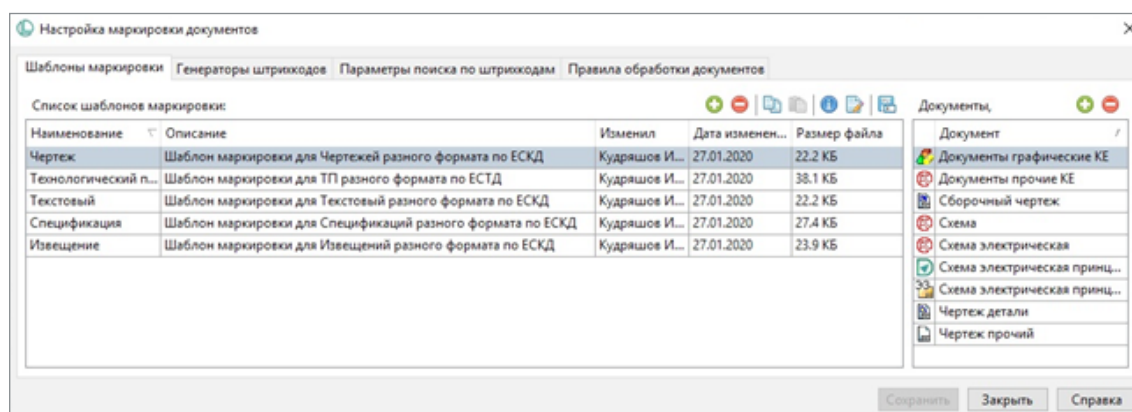 Настройка маркировки документов
Шаблоны маркировки Генераторы штрихкодов Параметры поиска по штрихкодам Правила обработки документов
Список шаблонов маркировки: Документы,
Наименование Описание Изменил Дата изменен... Размер файла Документ
Чертеж Шаблон маркировки для Чертежей разного формата по ЕСКД Кудряшов И... 27.01.2020 22.2 КБ Документы графические КЕ
Технологический п... Шаблон маркировки для ТП разного формата по ЕСТД Кудряшов И... 27.01.2020 38.1 КБ Документы прочие КЕ
Текстовый Шаблон маркировки для Текстовый разного формата по ЕСКД Кудряшов И... 27.01.2020 22.2 КБ Сборочный чертеж
Спецификация Шаблон маркировки для Спецификаций разного формата по ЕСКД Кудряшов И... 27.01.2020 27.4 КБ Схема
Извещение Шаблон маркировки для Извещений разного формата по ЕСКД Кудряшов И... 27.01.2020 23.9 КБ Схема электрическая
Схема электрическая принц...
Э3 Схема электрическая принц...
Чертеж детали
Чертеж прочий
Сохранить Закрыть Справка